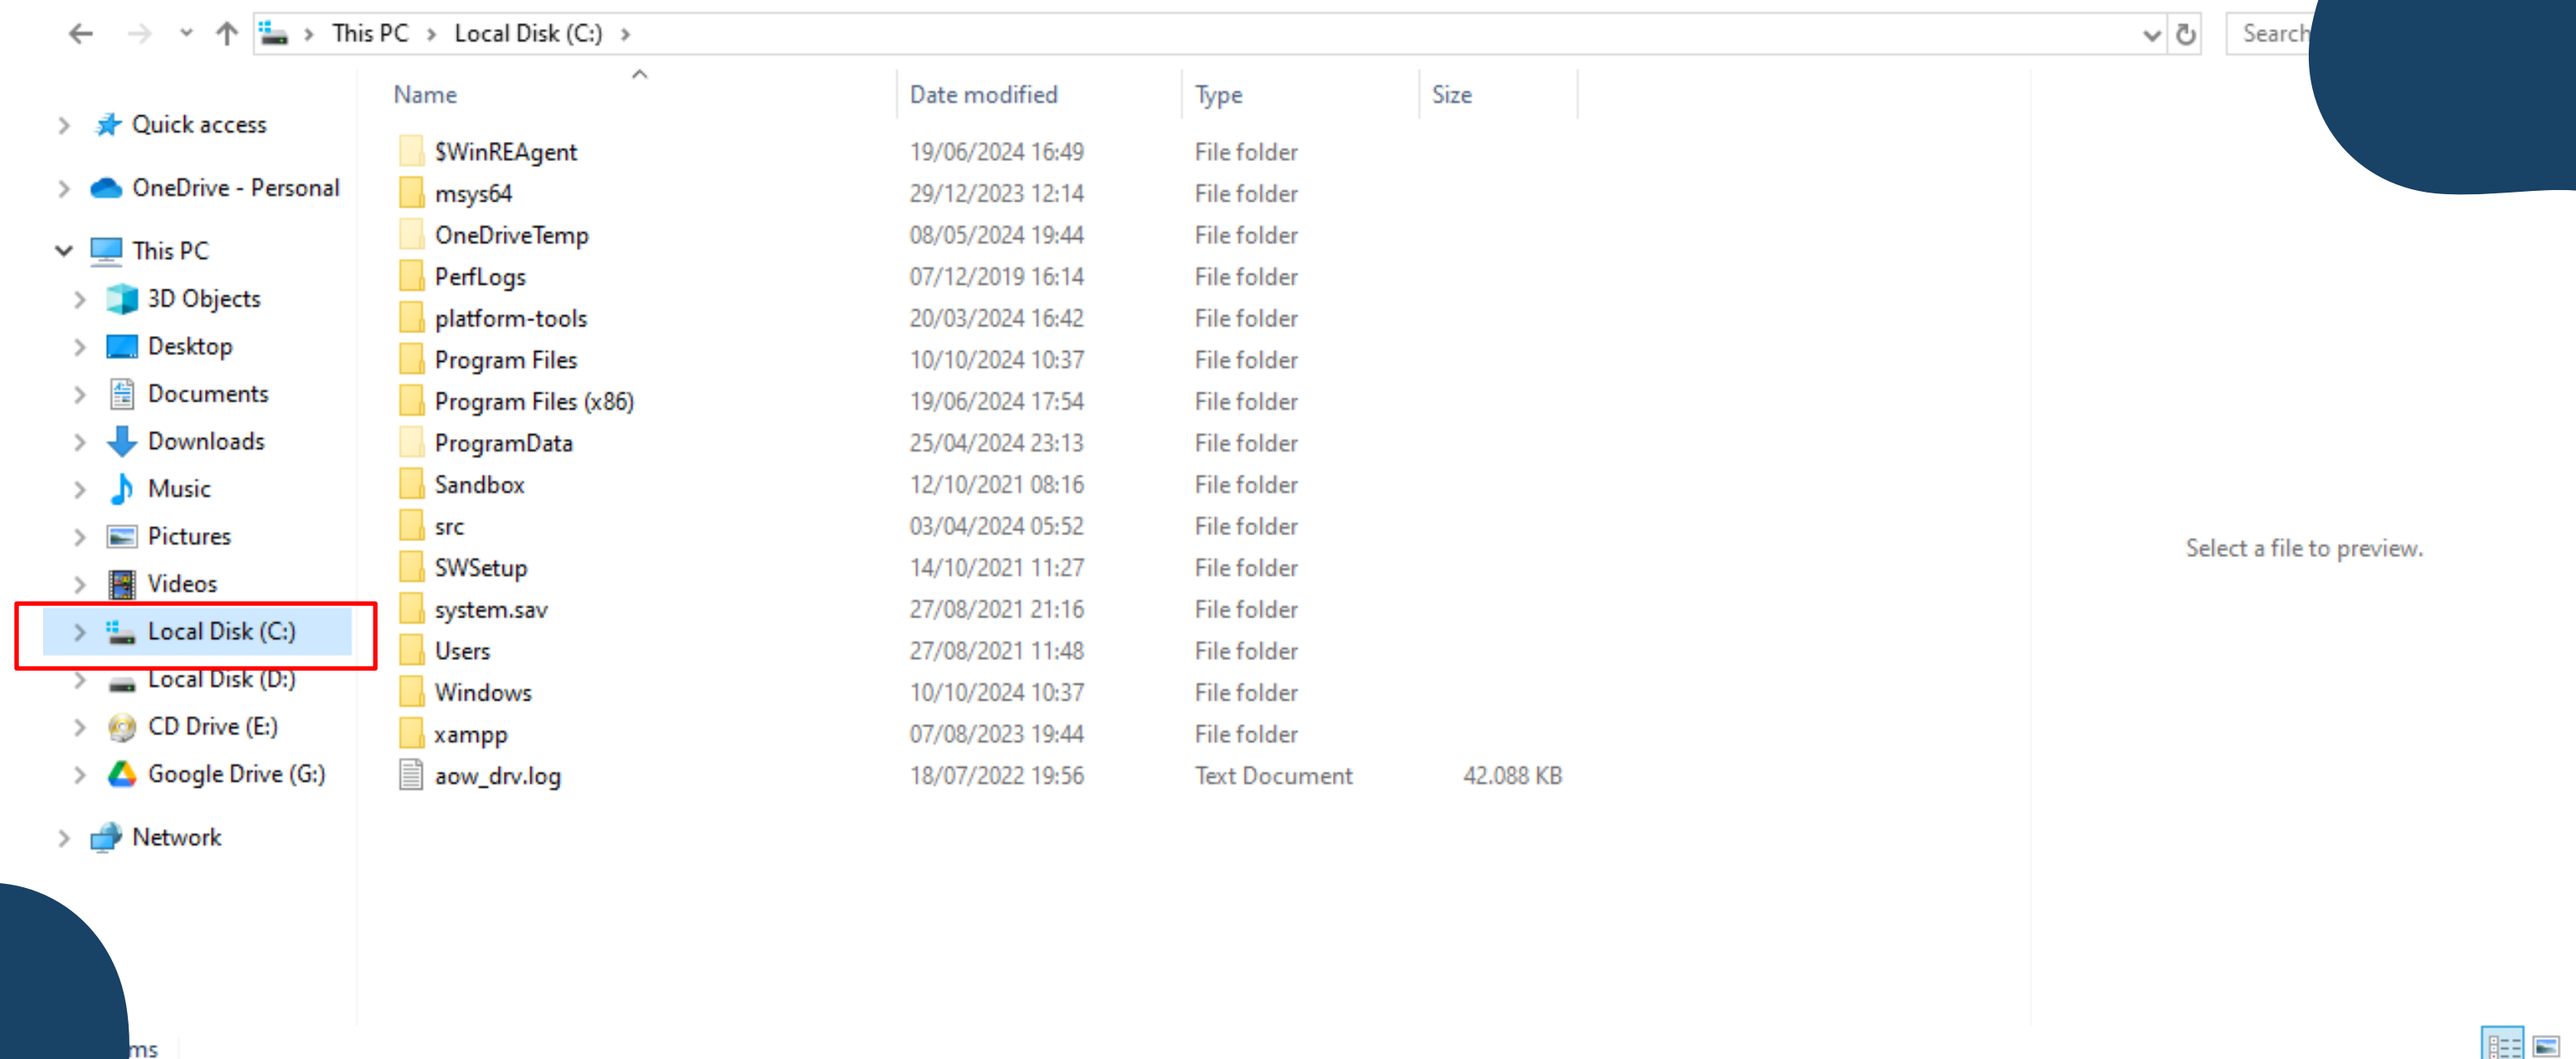 This PC > Local Disk (C:) >
Search
Name Date modified Type Size
Quick access
OneDrive - Personal
This PC
3D Objects
Desktop
Documents
Downloads
Music
Pictures
Videos
Local Disk (C:)
Local Disk (D:)
CD Drive (E:)
Google Drive (G:)
Network
$WinREAgent 19/06/2024 16:49 File folder
msys64 29/12/2023 12:14 File folder
OneDriveTemp 08/05/2024 19:44 File folder
PerfLogs 07/12/2019 16:14 File folder
platform-tools 20/03/2024 16:42 File folder
Program Files 10/10/2024 10:37 File folder
Program Files (x86) 19/06/2024 17:54 File folder
ProgramData 25/04/2024 23:13 File folder
Sandbox 12/10/2021 08:16 File folder
src 03/04/2024 05:52 File folder
SWSetup 14/10/2021 11:27 File folder
system.sav 27/08/2021 21:16 File folder
Users 27/08/2021 11:48 File folder
Windows 10/10/2024 10:37 File folder
xampp 07/08/2023 19:44 File folder
aow_drv.log 18/07/2022 19:56 Text Document 42.088 KB
Select a file to preview.